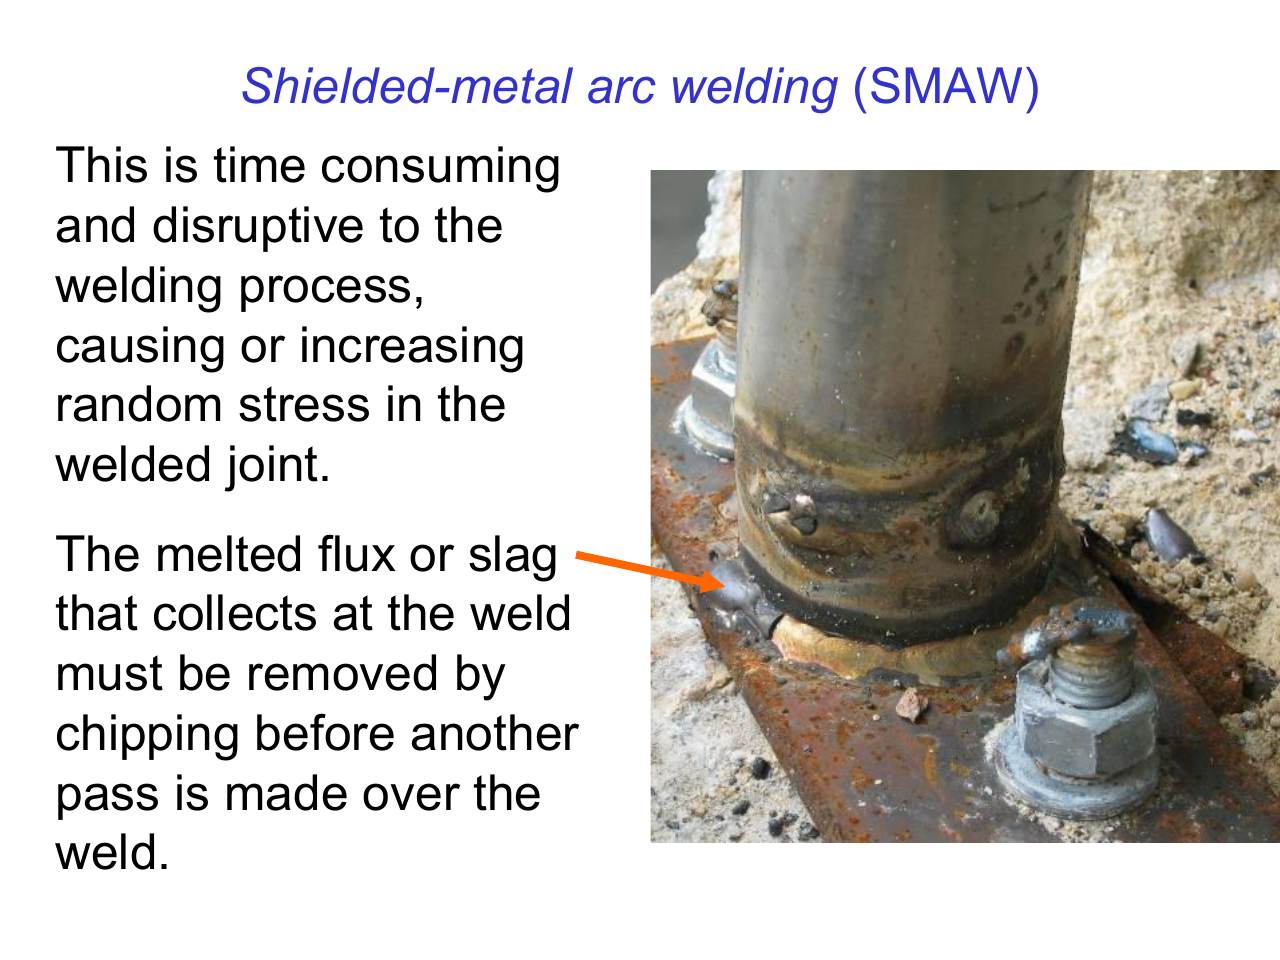 Shielded-metal arc welding (SMAW)
This is time consuming
and disruptive to the
welding process,
causing or increasing
random stress in the
welded joint.
The melted flux or slag
that collects at the weld
must be removed by
chipping before another
pass is made over the
weld.